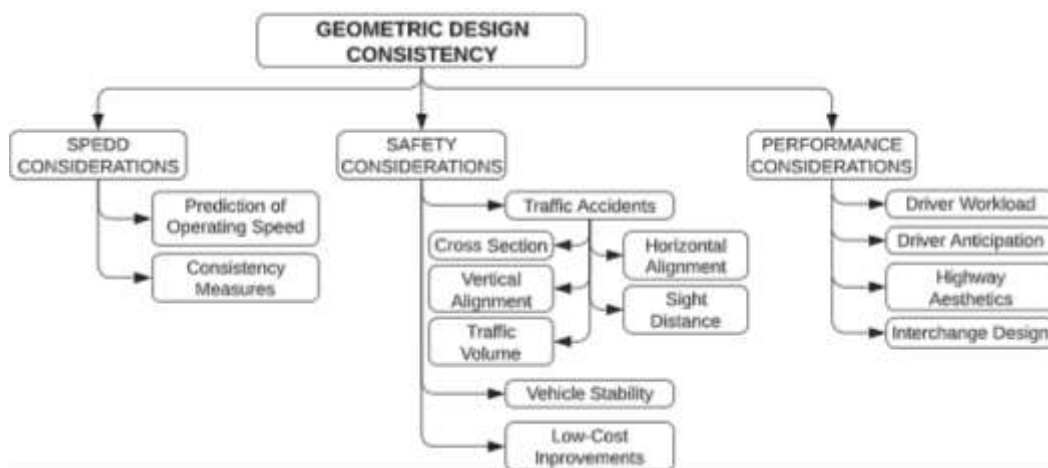 GEOMETRIC DESIGN
CONSISTENCY
SPEDD
CONSIDERATIONS
Prediction of
Operating Speed
Consistency
Measures
SAFETY
CONSIDERATIONS
Traffic Accidents
Cross Section
Horizontal
Alignment
Vertical
Alignment
Sight
Distance
Traffic
Volume
Vehicle Stability
Low-Cost
Inprovements
PERFORMANCE
CONSIDERATIONS
Driver Workload
Driver Anticipation
Highway
Aesthetics
Interchange Design